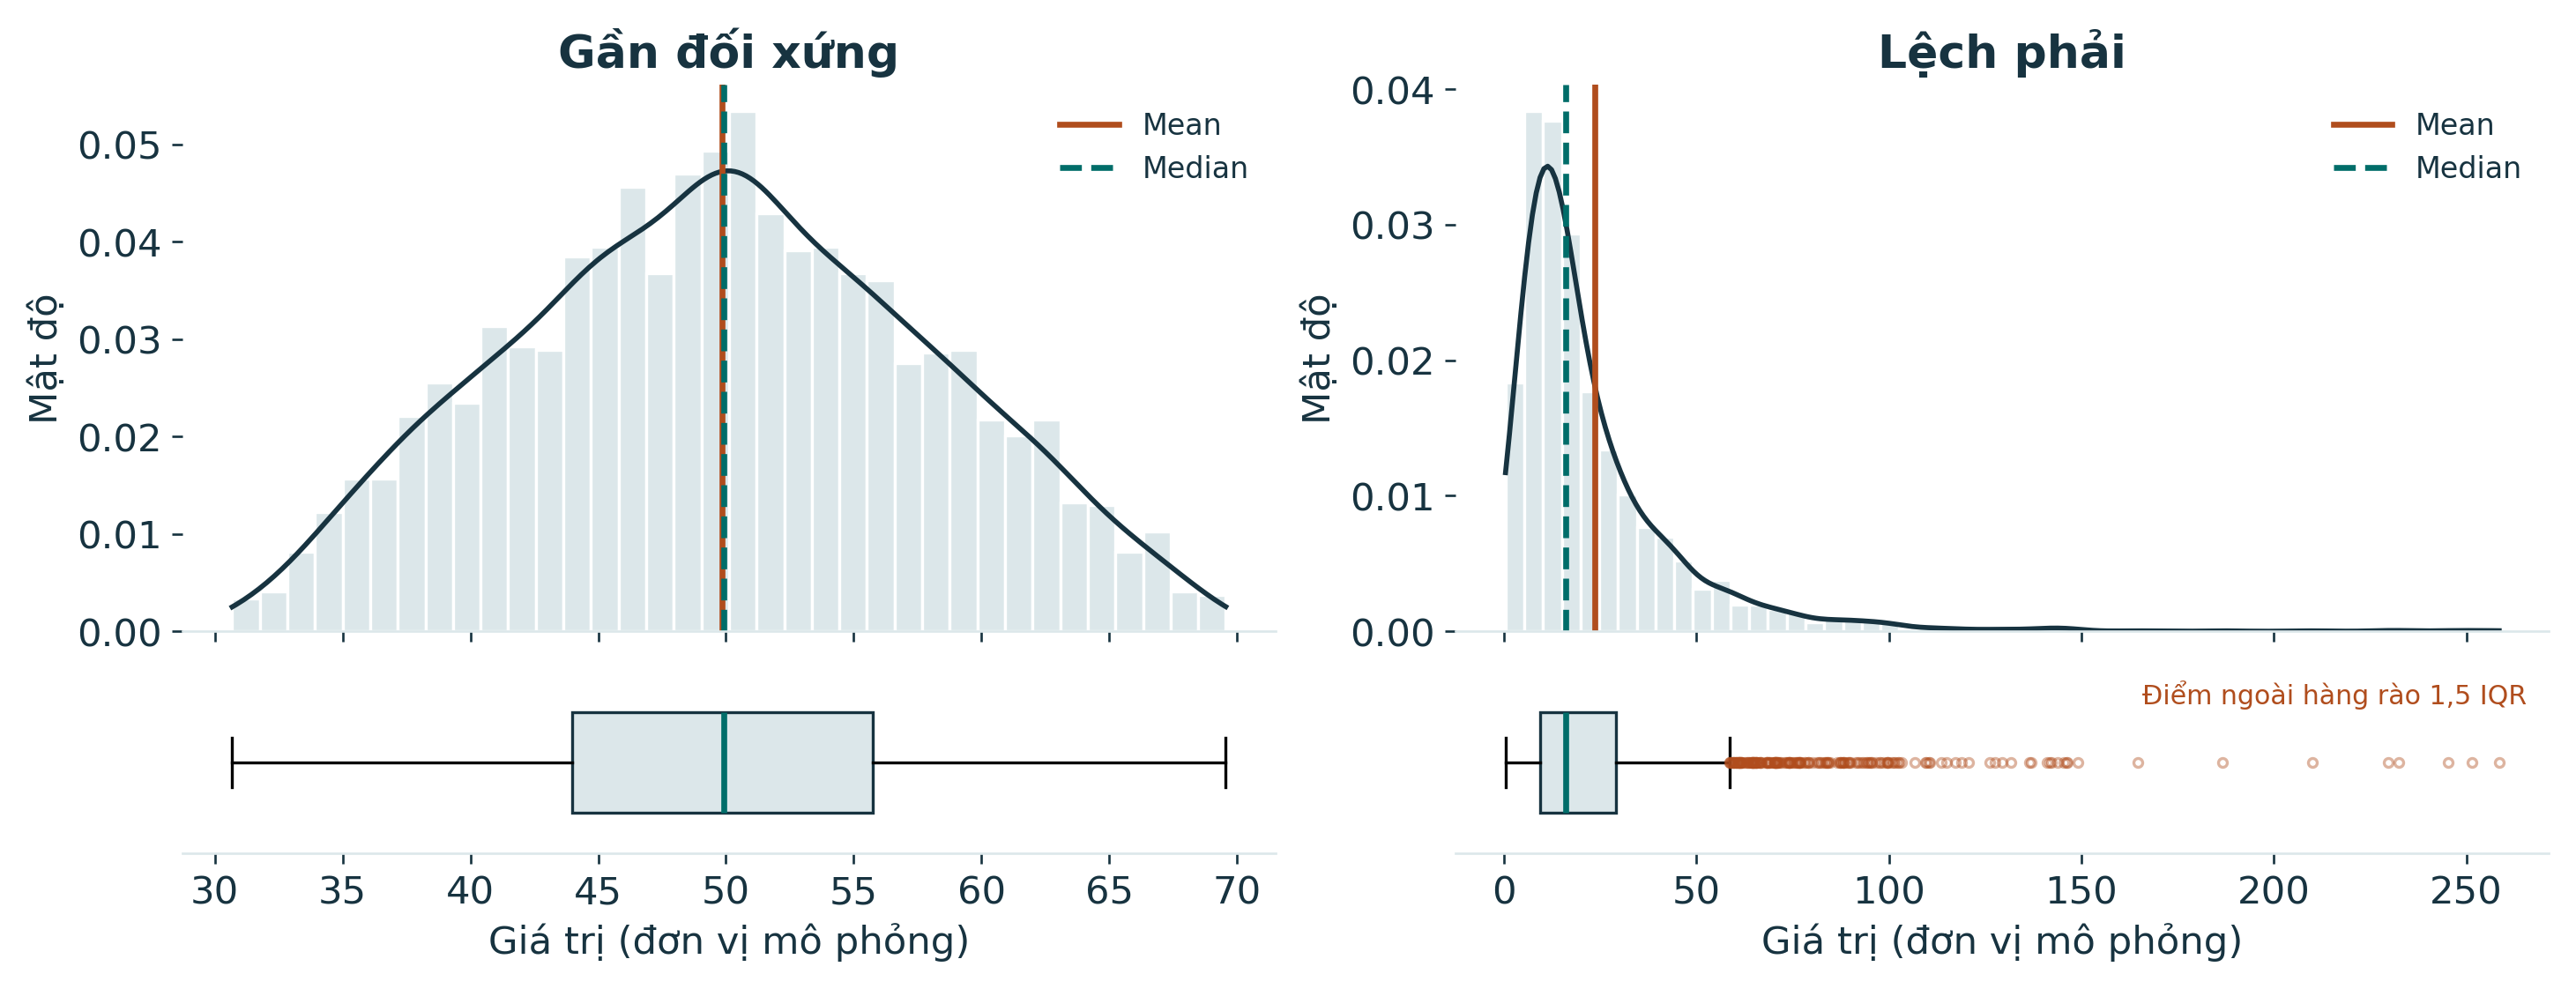 Gần đối xứng
Mean
Median
0.05
0.04
0.03
0.02
0.01
0.00
Mật độ
30 35 40 45 50 55 60 65 70
Giá trị (đơn vị mô phỏng)
Lệch phải
Mean
Median
0.04
0.03
0.02
0.01
0.00
Mật độ
Điểm ngoài hàng rào 1,5 IQR
0 50 100 150 200 250
Giá trị (đơn vị mô phỏng)